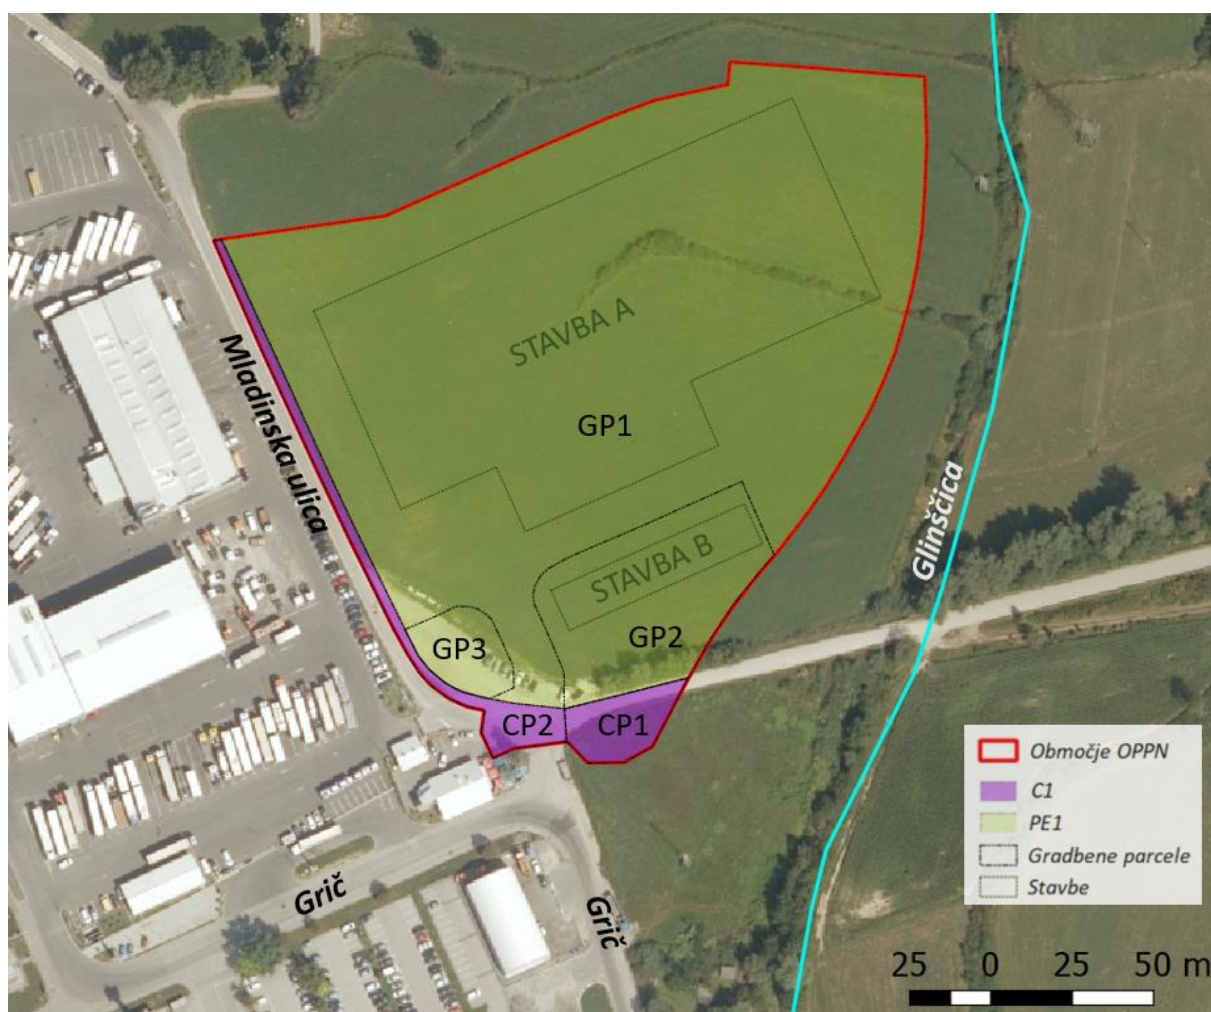 STAVBA A
Mladinska ulica
GP1
STAVBA B
Glinščica
GP3
GP2
CP2
CP1
Grič
Grič
Območje OPPN
C1
PE1
Gradbene parcele
Stavbe
25 0 25 50 m